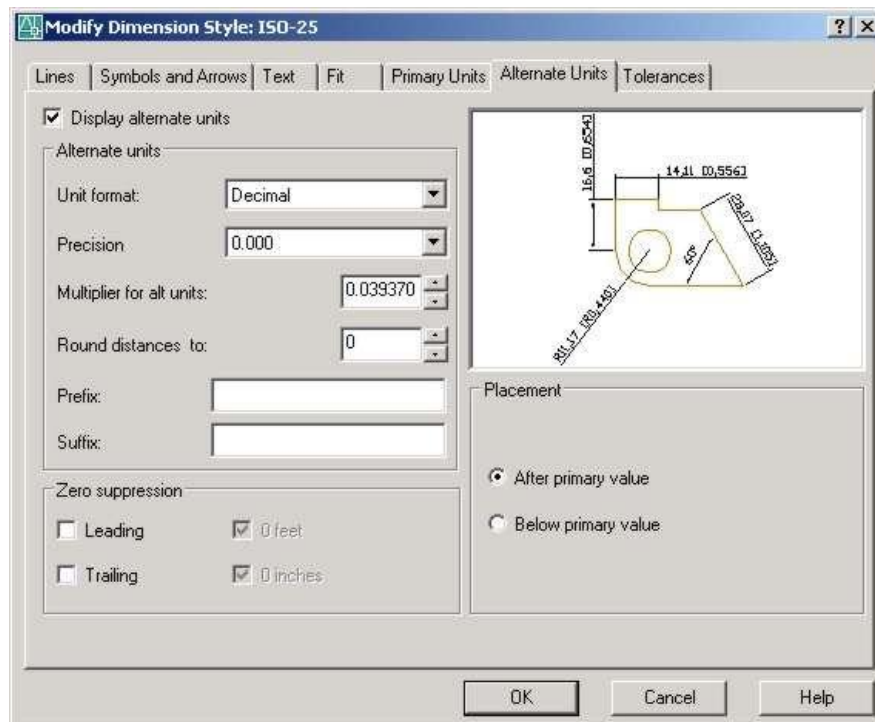 Modify Dimension Style: ISO-25
Lines
Symbols and Arrows
Text
Fit
Primary Units
Alternate Units
Tolerances
Display alternate units
Alternate units
Unit format:
Decimal
Precision
0.000
Multiplier for alt units:
0.039370
Round distances to:
0
Prefix:
Suffix:
Zero suppression
Leading
0 feet
Trailing
0 inches
16,6 [0,654]
14,11 [0,556]
28,07 [1,105]
60°
R11,17 [R0,440]
Placement
After primary value
Below primary value
OK
Cancel
Help